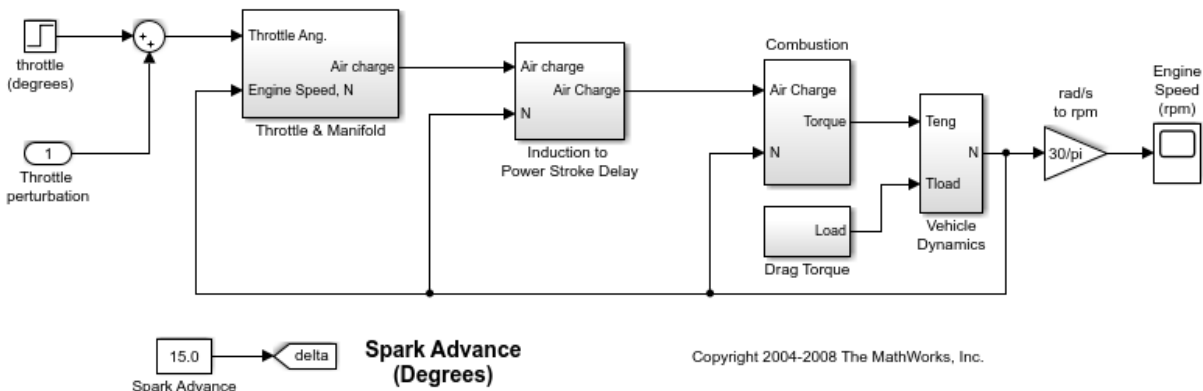 throttle
(degrees)
+
+
Throttle Ang.
Air charge
Engine Speed, N
Throttle & Manifold
1
Throttle
perturbation
Air charge
Air Charge
N
Induction to
Power Stroke Delay
Combustion
Air Charge
Torque
N
Load
Drag Torque
Teng
N
Tload
Vehicle
Dynamics
rad/s
to rpm
30/pi
Engine
Speed
(rpm)
15.0
Spark Advance
delta
Spark Advance
(Degrees)
Copyright 2004-2008 The MathWorks, Inc.